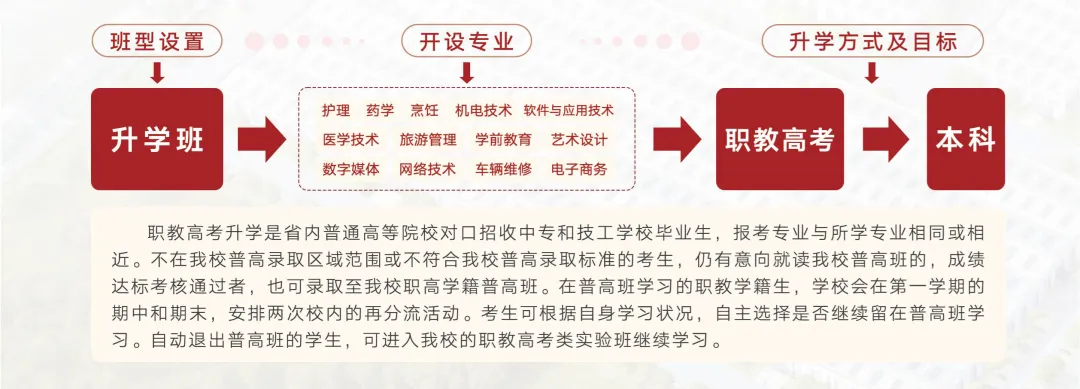 班型设置
开设专业
升学方式及目标
升学班
护理 药学 烹饪 机电技术 软件与应用技术
医学技术 旅游管理 学前教育 艺术设计
数字媒体 网络技术 车辆维修 电子商务
职教高考
本科
职教高考升学是省内普通高等院校对口招收中专和技工学校毕业生，报考专业与所学专业相同或相
近。不在我校普高录取区域范围或不符合我校普高录取标准的考生，仍有意向就读我校普高班的，成绩
达标考核通过者，也可录取至我校职高学籍普高班。在普高班学习的职教学籍生，学校会在第一学期的
期中和期末，安排两次校内的再分流活动。考生可根据自身学习状况，自主选择是否继续留在普高班学
习。自动退出普高班的学生，可进入我校的职教高考类实验班继续学习。